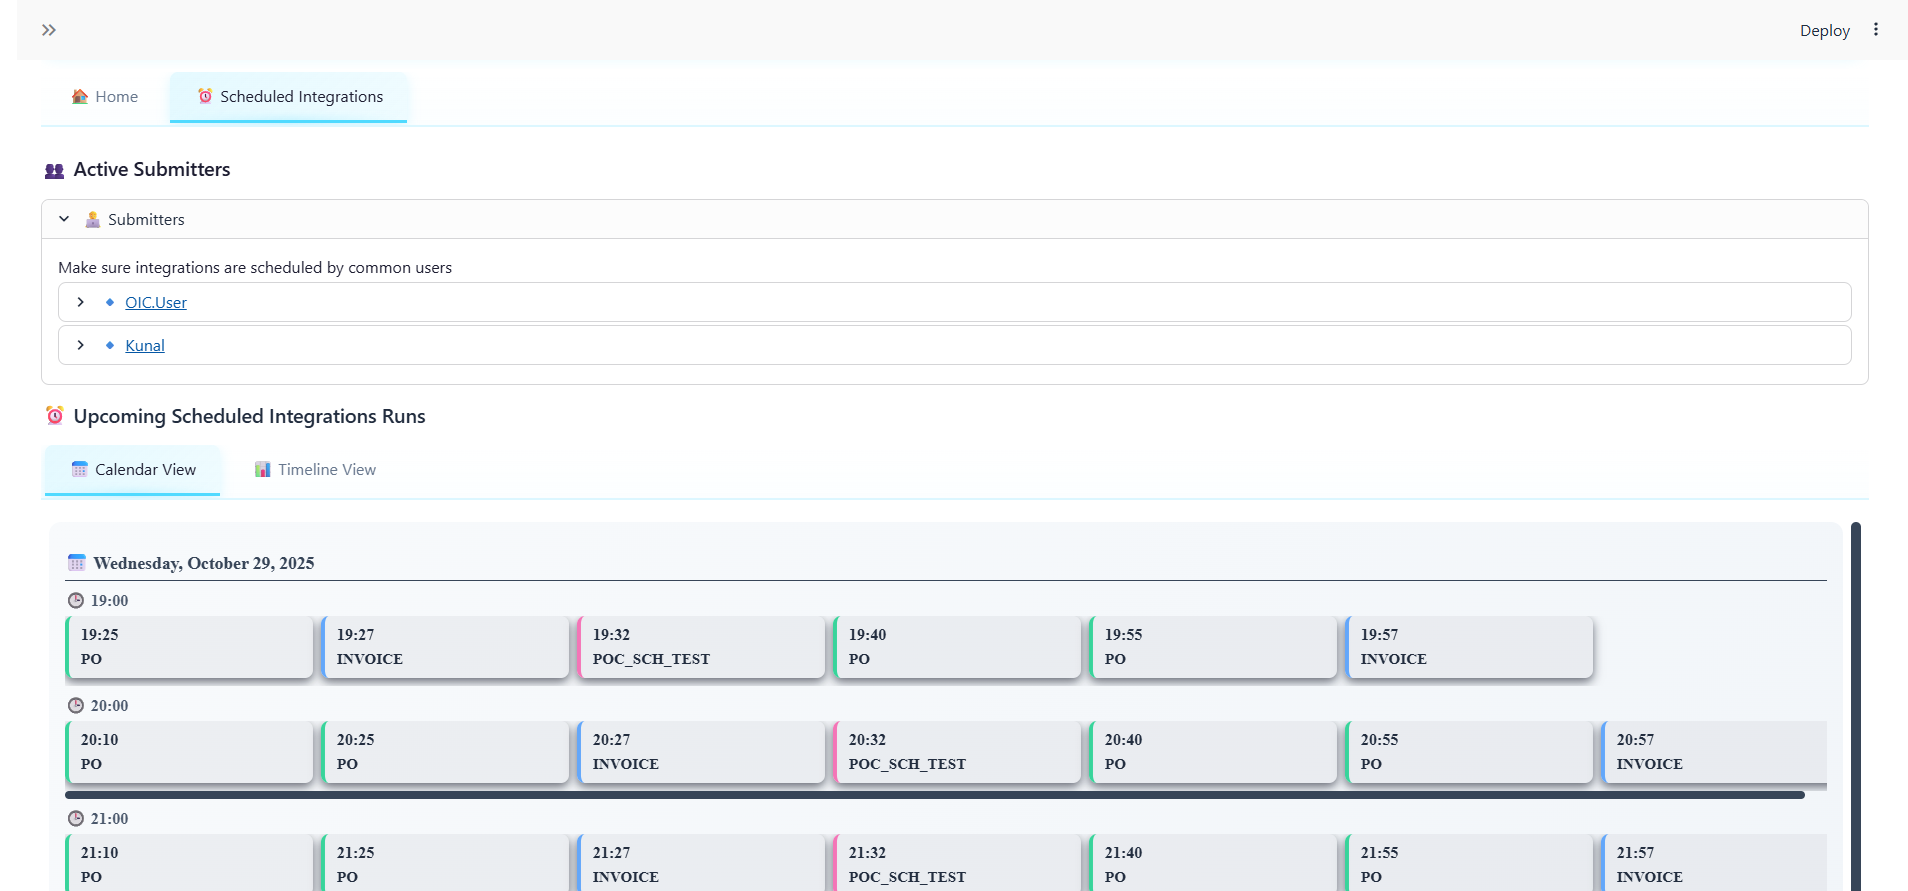 Deploy
Home
Scheduled Integrations
Active Submitters
Submitters
Make sure integrations are scheduled by common users
OIC.User
Kunal
Upcoming Scheduled Integrations Runs
Calendar View
Timeline View
Wednesday, October 29, 2025
19:00
19:25
PO
19:27
INVOICE
19:32
POC_SCH_TEST
19:40
PO
19:55
PO
19:57
INVOICE
20:00
20:10
PO
20:25
PO
20:27
INVOICE
20:32
POC_SCH_TEST
20:40
PO
20:55
PO
20:57
INVOICE
21:00
21:10
PO
21:25
PO
21:27
INVOICE
21:32
POC_SCH_TEST
21:40
PO
21:55
PO
21:57
INVOICE